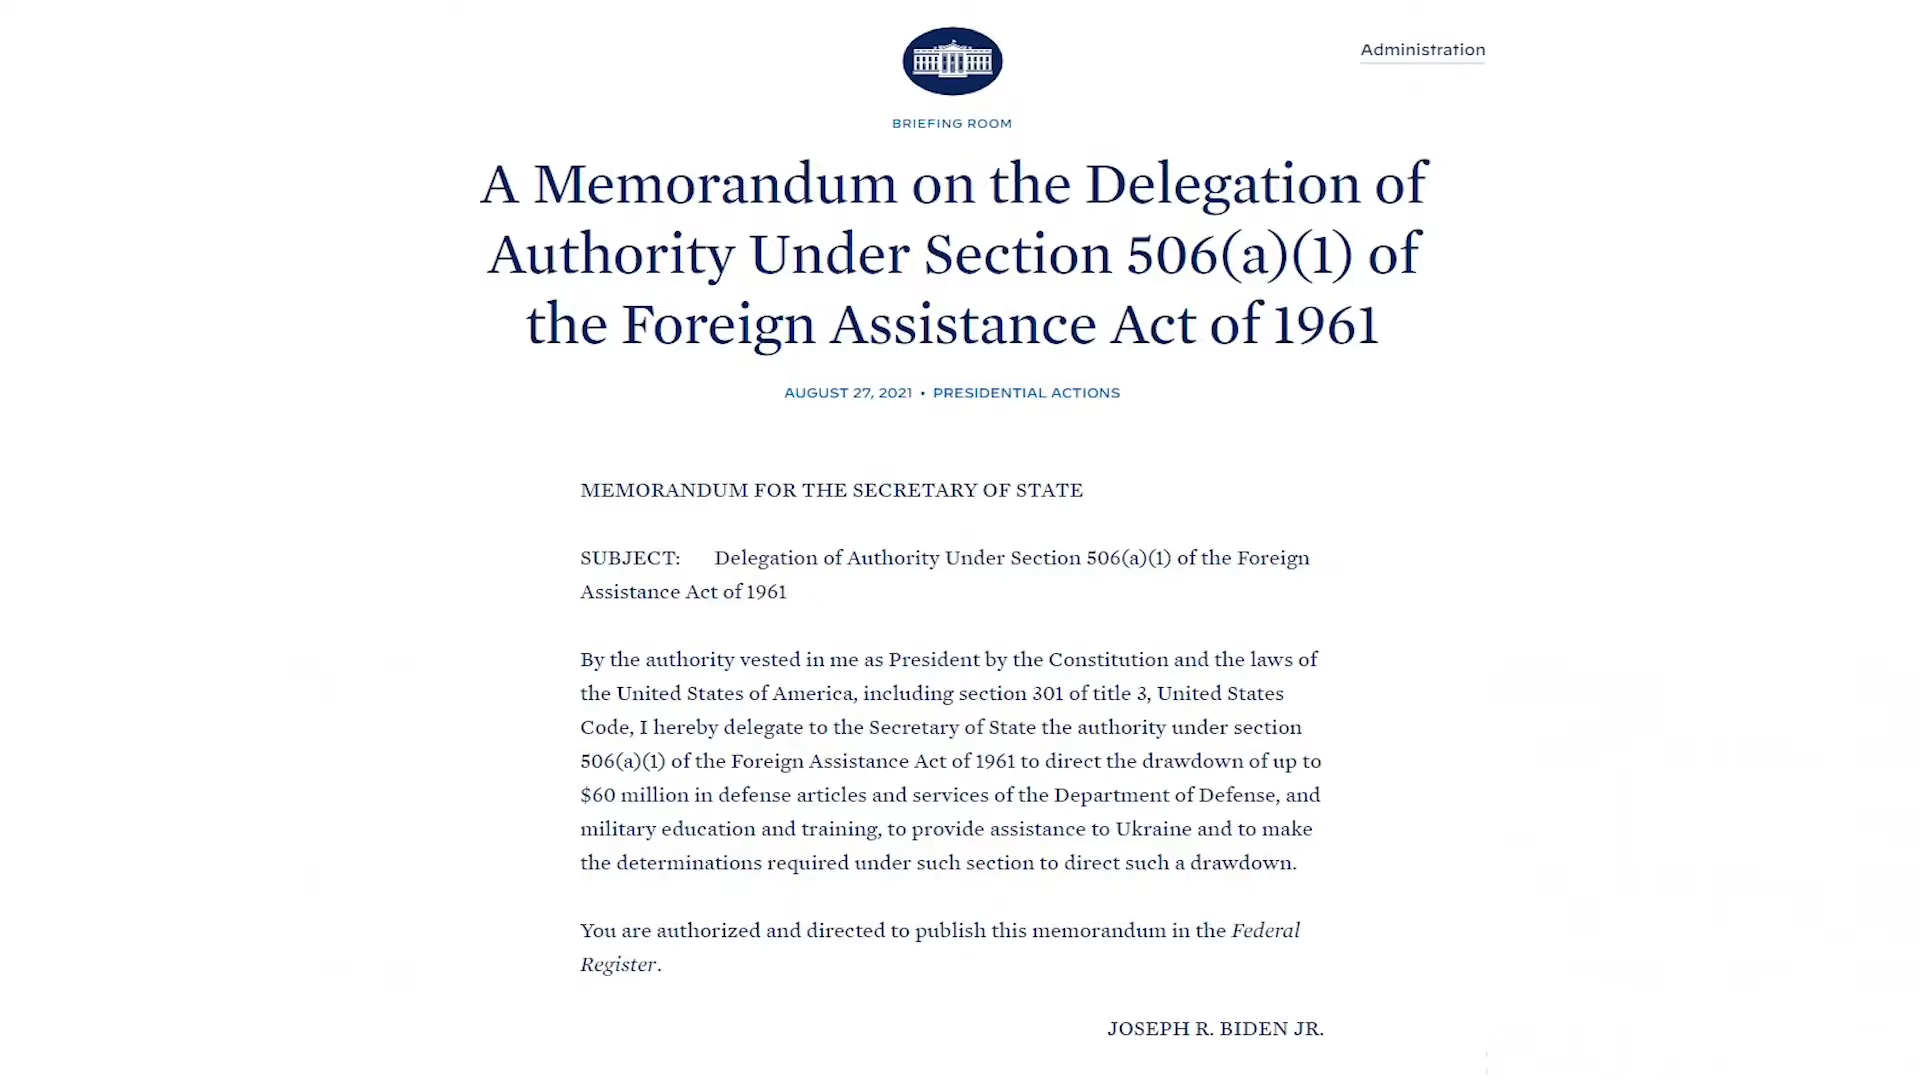 Administration
BRIEFING ROOM
A Memorandum on the Delegation of
Authority Under Section 506(a)(1) of
the Foreign Assistance Act of 1961
AUGUST 27, 2021 • PRESIDENTIAL ACTIONS
MEMORANDUM FOR THE SECRETARY OF STATE
SUBJECT: Delegation of Authority Under Section 506(a)(1) of the Foreign
Assistance Act of 1961
By the authority vested in me as President by the Constitution and the laws of
the United States of America, including section 301 of title 3, United States
Code, I hereby delegate to the Secretary of State the authority under section
506(a)(1) of the Foreign Assistance Act of 1961 to direct the drawdown of up to
$60 million in defense articles and services of the Department of Defense, and
military education and training, to provide assistance to Ukraine and to make
the determinations required under such section to direct such a drawdown.
You are authorized and directed to publish this memorandum in the Federal
Register.
JOSEPH R. BIDEN JR.